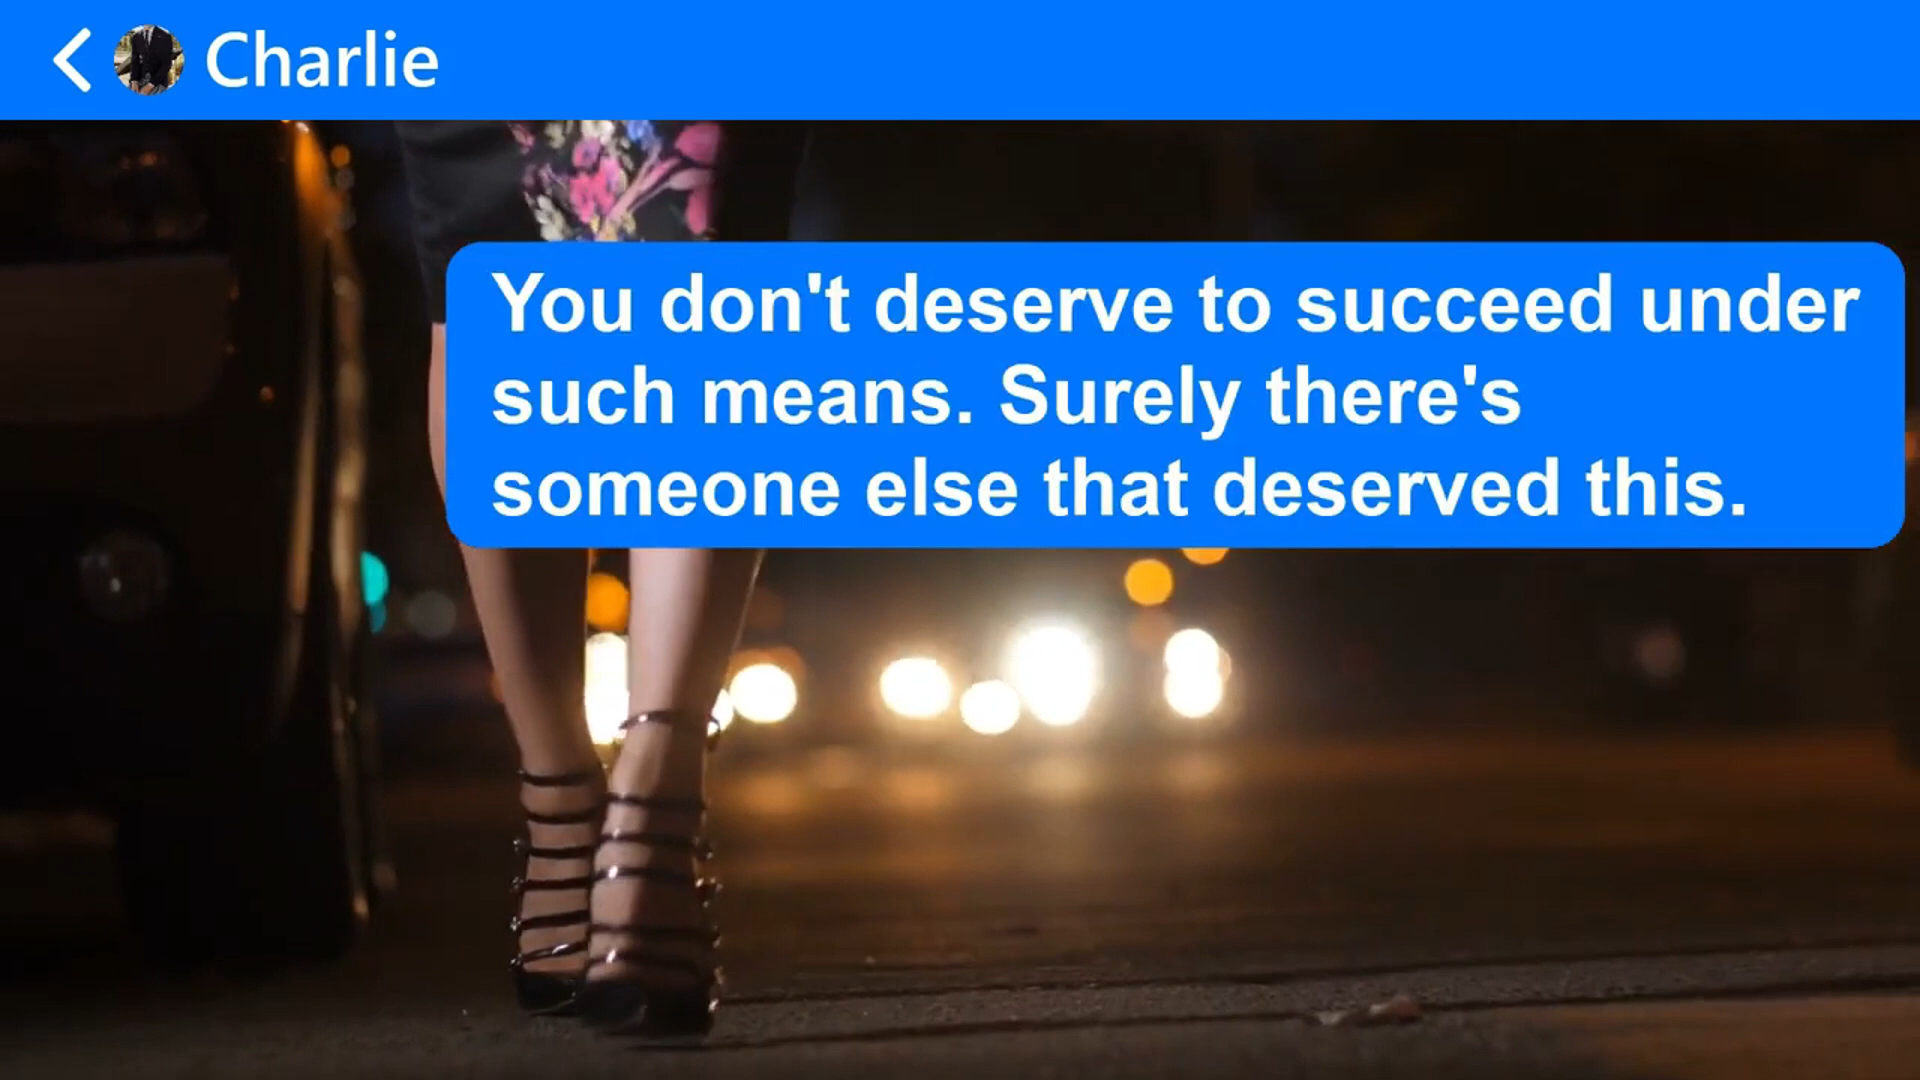 Charlie
You don't deserve to succeed under
such means. Surely there's
someone else that deserved this.